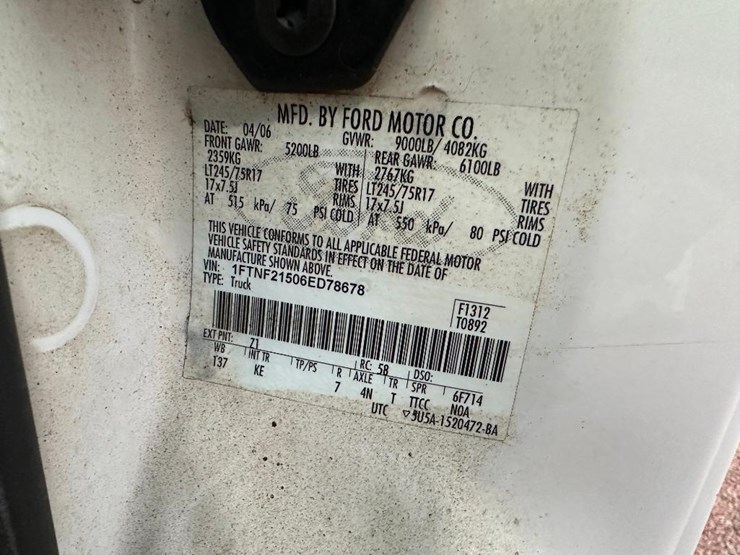 MFD. BY FORD MOTOR CO.
DATE: 04/06 GVWR: 9000LB/ 4082KG
FRONT GAWR: 5200LB REAR GAWR: 6100LB
2359KG WITH 2767KG WITH
LT245/75R17 TIRES LT245/75R17 TIRES
17x7.5J RIMS 17x7.5J RIMS
AT 515 kPa/ 75 PSI COLD AT 550 kPa/ 80 PSI COLD
THIS VEHICLE CONFORMS TO ALL APPLICABLE FEDERAL MOTOR
VEHICLE SAFETY STANDARDS IN EFFECT ON THE DATE OF
MANUFACTURE SHOWN ABOVE.
VIN: 1FTNF21506ED78678 F1312
TYPE: Truck T0892
EXT PNT: Z1 RC: 58 DSO:
WB INT TR TP/PS R AXLE TR SPR 6F714
137 KE 7 4N T TTCC NOA
UTC ▽5U5A-1520472-BA